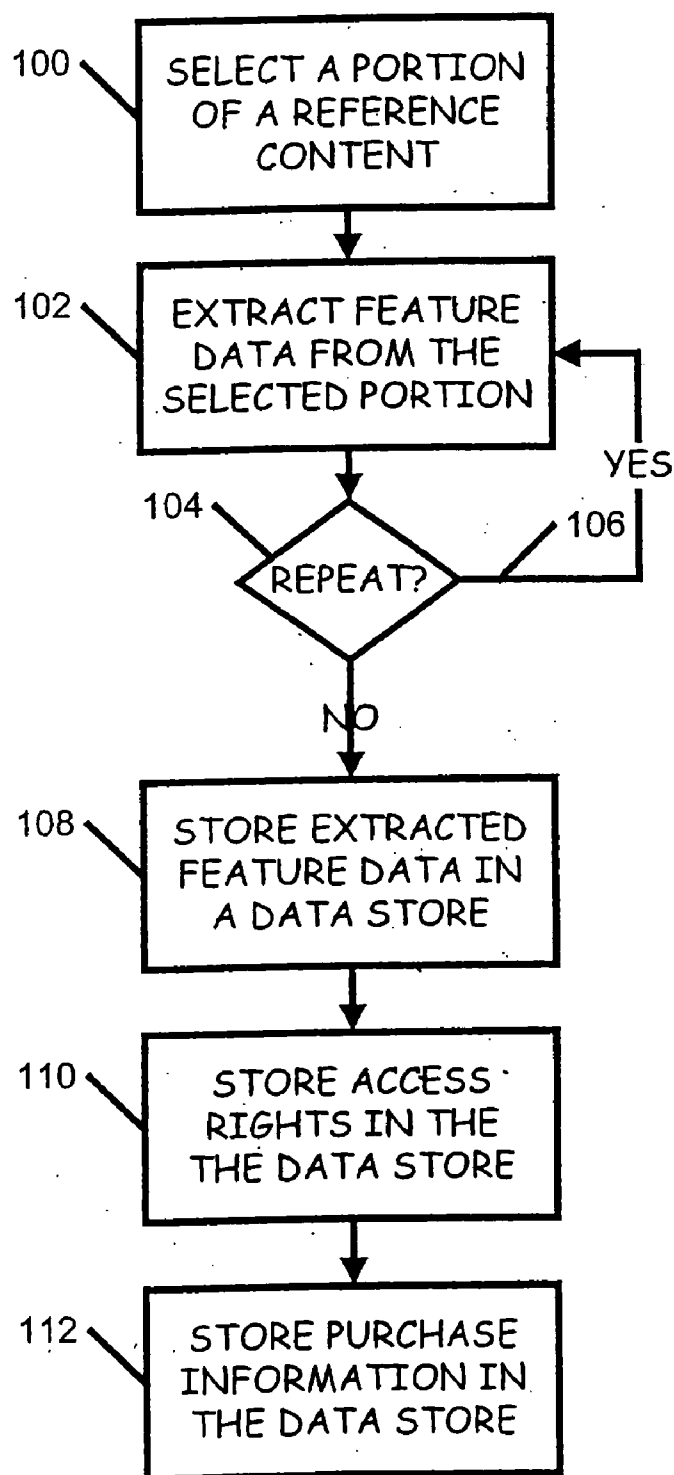 100
SELECT A PORTION
OF A REFERENCE
CONTENT
102
EXTRACT FEATURE
DATA FROM THE
SELECTED PORTION
YES
104
106
REPEAT?
NO
108
STORE EXTRACTED
FEATURE DATA IN
A DATA STORE
110
STORE ACCESS
RIGHTS IN THE
THE DATA STORE
112
STORE PURCHASE
INFORMATION IN
THE DATA STORE